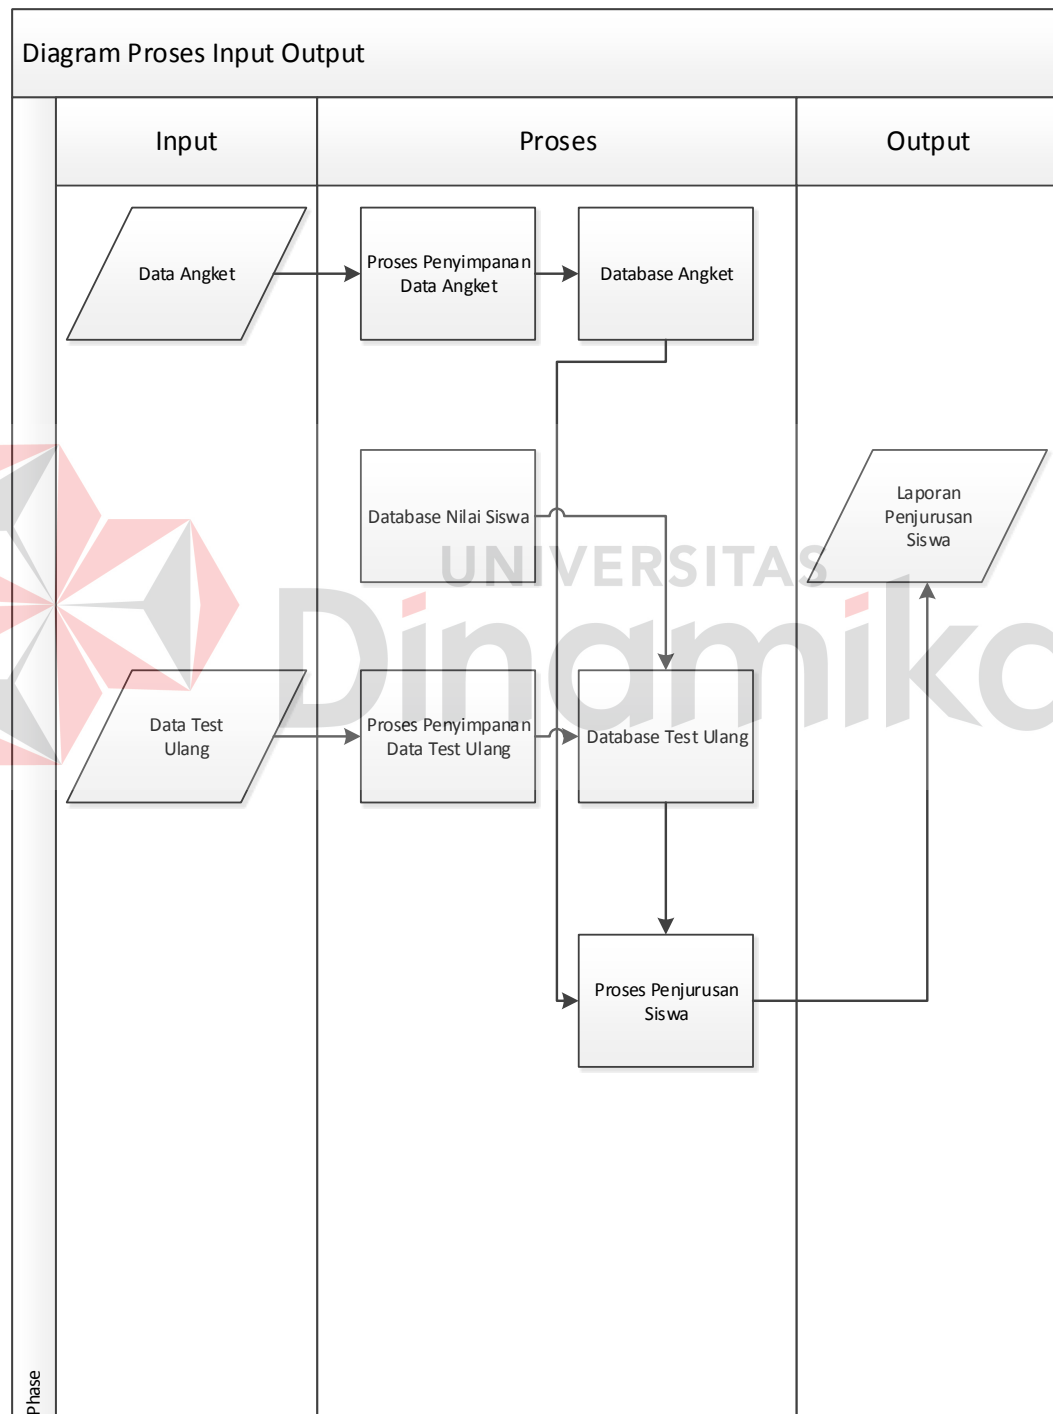 Diagram Proses Input Output
Input
Proses
Output
Data Angket
Proses Penyimpanan
Data Angket
Database Angket
Database Nilai Siswa
Laporan
Penjurusan
Siswa
UNIVERSITAS
Dinamika
Data Test
Ulang
Proses Penyimpanan
Data Test Ulang
Database Test Ulang
Proses Penjurusan
Siswa
Phase